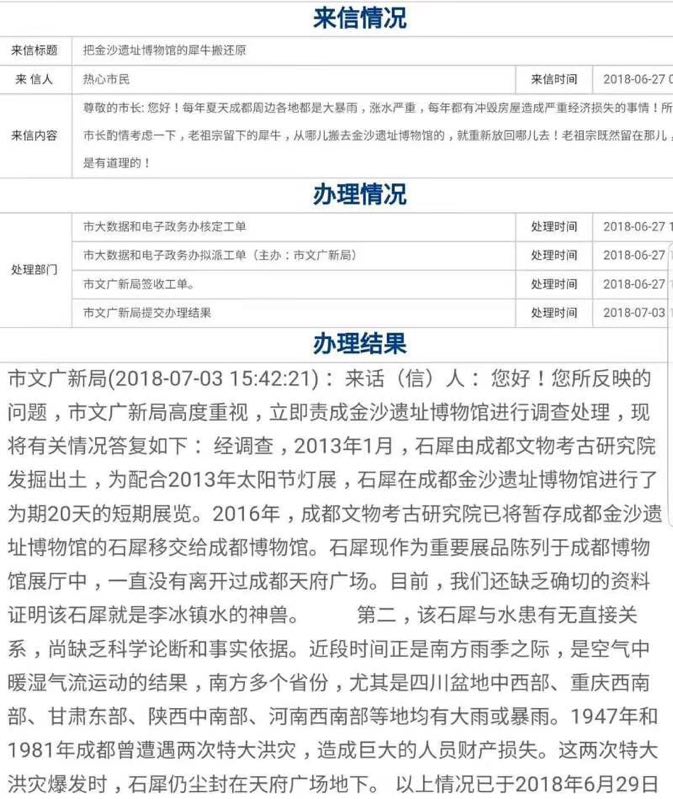 来信情况
来信标题 把金沙遗址博物馆的犀牛搬还原
来 信人 热心市民 来信时间 2018-06-27 0
尊敬的市长: 您好！每年夏天成都周边各地都是大暴雨，涨水严重，每年都有冲毁房屋造成严重经济损失的事情！所
来信内容 市长酌情考虑一下，老祖宗留下的犀牛，从哪儿搬去金沙遗址博物馆的，就重新放回哪儿去！老祖宗既然留在那儿，
是有道理的！
办理情况
市大数据和电子政务办核定工单 处理时间 2018-06-27 1
市大数据和电子政务办拟派工单（主办：市文广新局） 处理时间 2018-06-27
处理部门
市文广新局签收工单。 处理时间 2018-06-27
市文广新局提交办理结果 处理时间 2018-07-03
办理结果
市文广新局(2018-07-03 15:42:21)： 来话（信）人： 您好！您所反映的
问题，市文广新局高度重视，立即责成金沙遗址博物馆进行调查处理，现
将有关情况答复如下： 经调查，2013年1月，石犀由成都文物考古研究院
发掘出土，为配合2013年太阳节灯展，石犀在成都金沙遗址博物馆进行了
为期20天的短期展览。2016年，成都文物考古研究院已将暂存成都金沙遗
址博物馆的石犀移交给成都博物馆。石犀现作为重要展品陈列于成都博物
馆展厅中，一直没有离开过成都天府广场。目前，我们还缺乏确切的资料
证明该石犀就是李冰镇水的神兽。 第二，该石犀与水患有无直接关
系，尚缺乏科学论断和事实依据。近段时间正是南方雨季之际，是空气中
暖湿气流运动的结果，南方多个省份，尤其是四川盆地中西部、重庆西南
部、甘肃东部、陕西中南部、河南西南部等地均有大雨或暴雨。1947年和
1981年成都曾遭遇两次特大洪灾，造成巨大的人员财产损失。这两次特大
洪灾爆发时，石犀仍尘封在天府广场地下。 以上情况已于2018年6月29日